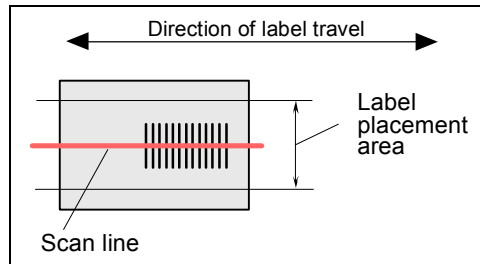 Direction of label travel
Label
placement
area
Scan line